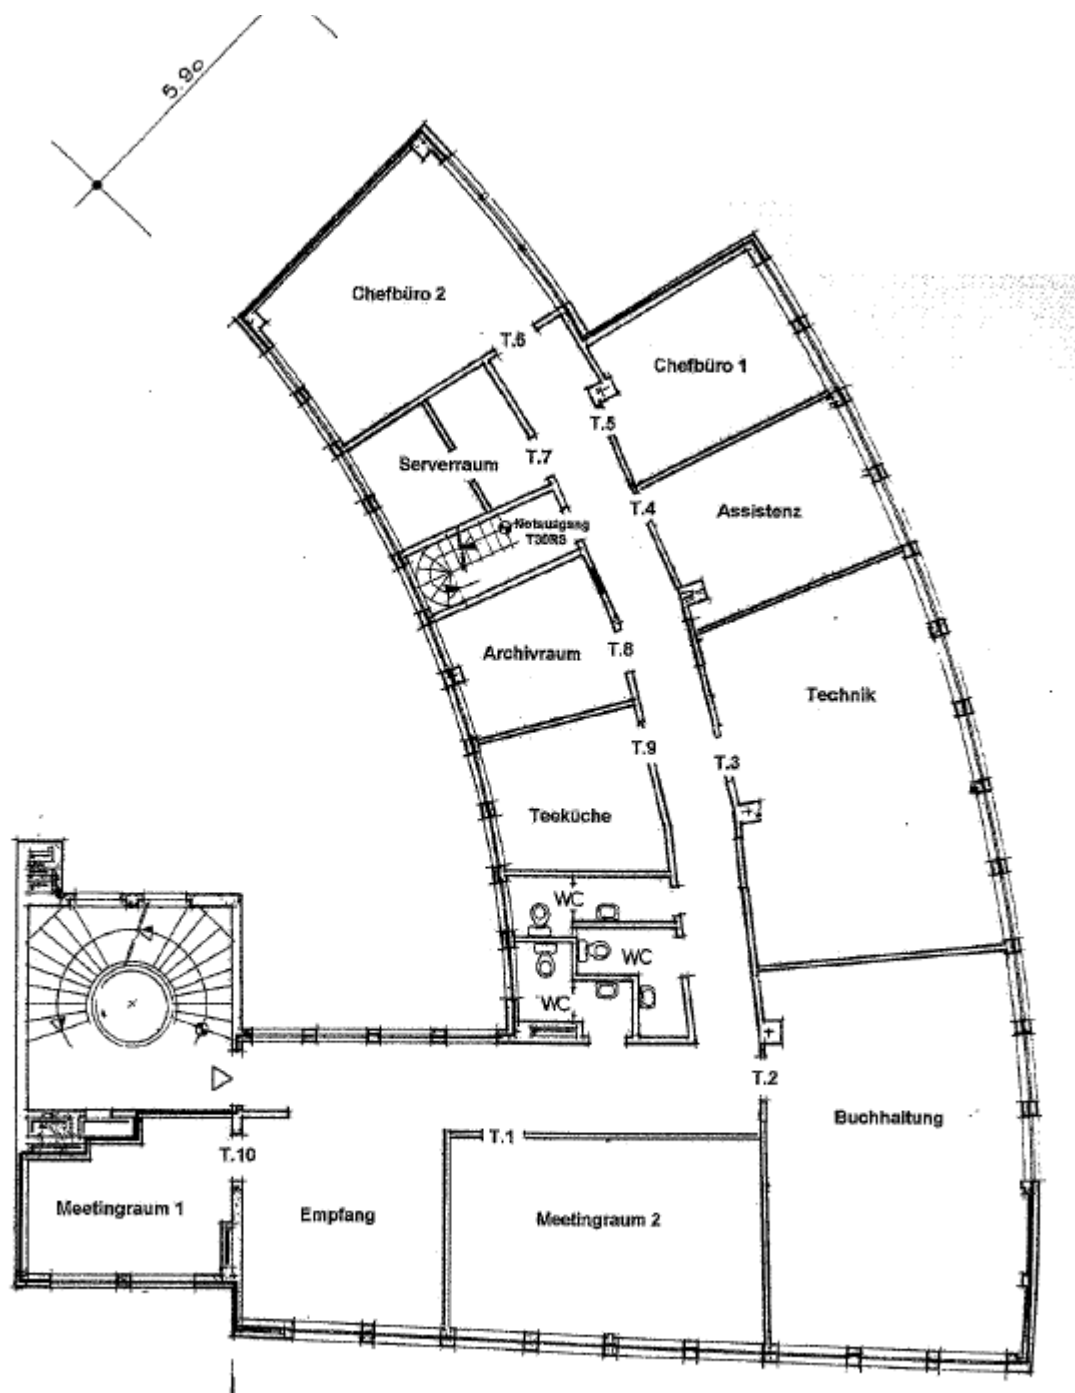 5.90
Chefbüro 2
T.6
Chefbüro 1
T.5
Serverraum
T.7
T.4
Assistenz
Notausgang
T30RS
Archivraum
T.8
Technik
T.9
T.3
Teeküche
WC
WC
WC
T.2
Buchhaltung
T.1
T.10
Meetingraum 1
Empfang
Meetingraum 2